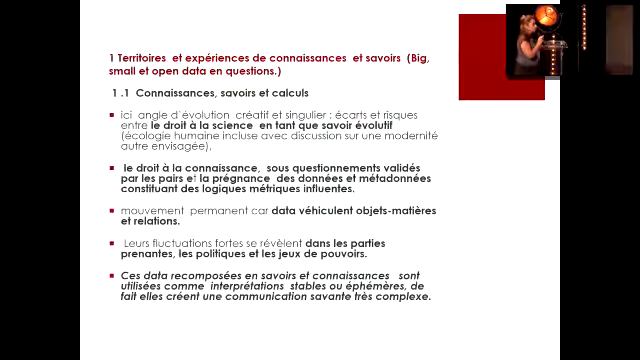 1 Territoires et expériences de connaissances et savoirs (Big,
small et open data en questions.)
1 .1 Connaissances, savoirs et calculs
ici angle d`évolution créatif et singulier : écarts et risques
entre le droit à la science en tant que savoir évolutif
(écologie humaine incluse avec discussion sur une modernité
autre envisagée),
le droit à la connaissance, sous questionnements validés
par les pairs et la prégnance des données et métadonnées
constituant des logiques métriques influentes.
mouvement permanent car data véhiculent objets-matières
et relations.
Leurs fluctuations fortes se révèlent dans les parties
prenantes, les politiques et les jeux de pouvoirs.
Ces data recomposées en savoirs et connaissances sont
utilisées comme interprétations stables ou éphémères, de
fait elles créent une communication savante très complexe.